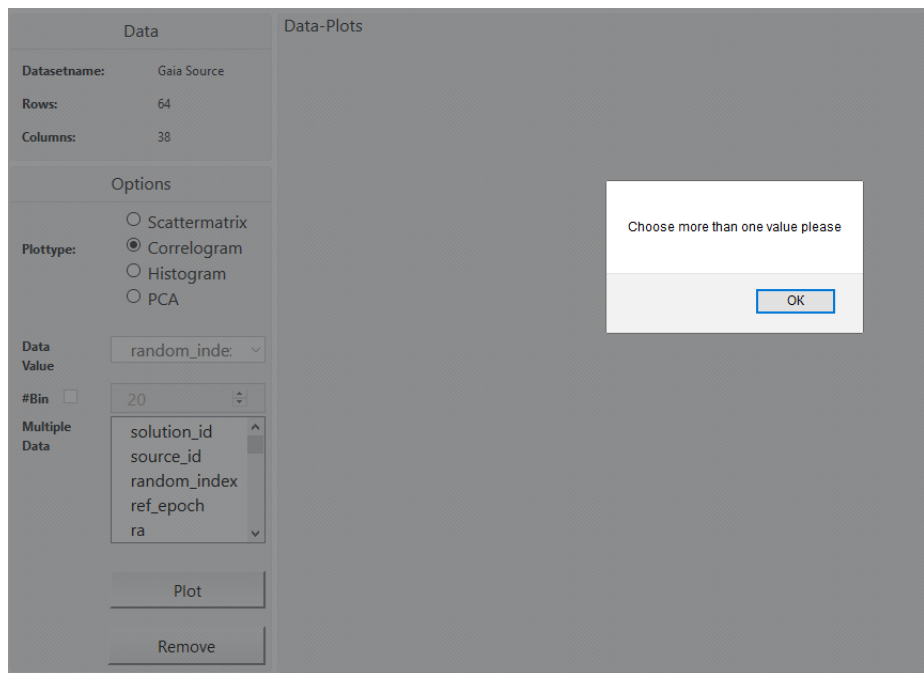 Data
Datasetname: Gaia Source
Rows: 64
Columns: 38
Options
Plottype:
Scattermatrix
Correlogram
Histogram
PCA
Data Value
random_inde:
#Bin 20
Multiple Data
solution_id
source_id
random_index
ref_epoch
ra
Plot
Remove
Data-Plots
Choose more than one value please
OK